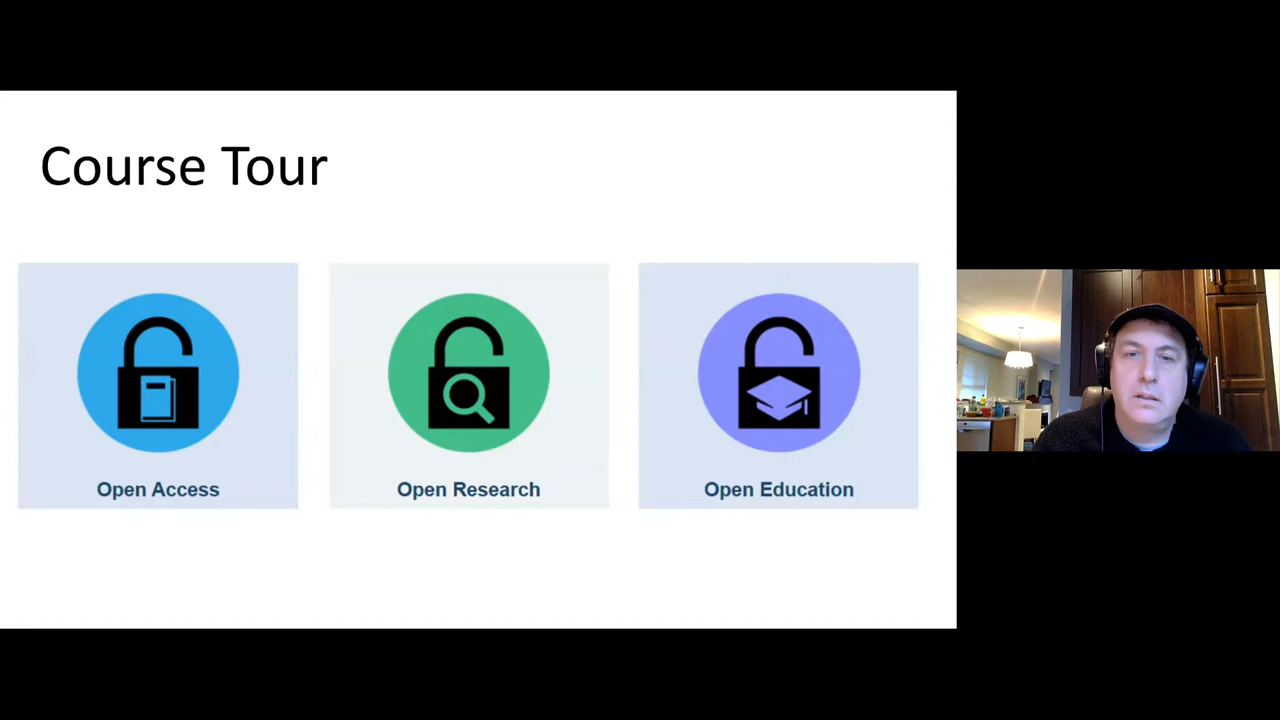 Course Tour
Open Access
Open Research
Open Education